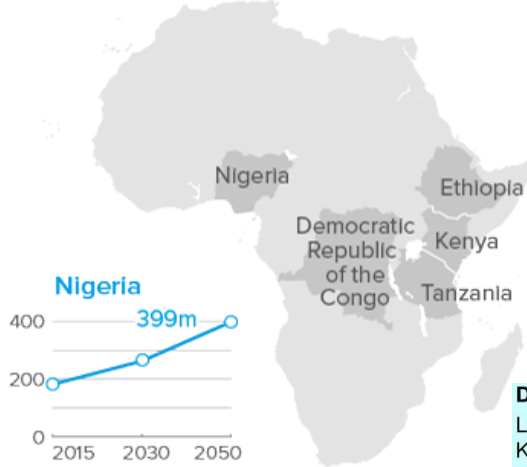 Nigeria
Ethiopia
Democratic
Republic
of the
Congo
Kenya
Tanzania
Nigeria
399m
400
200
0
2015 2030 2050
D
L
K